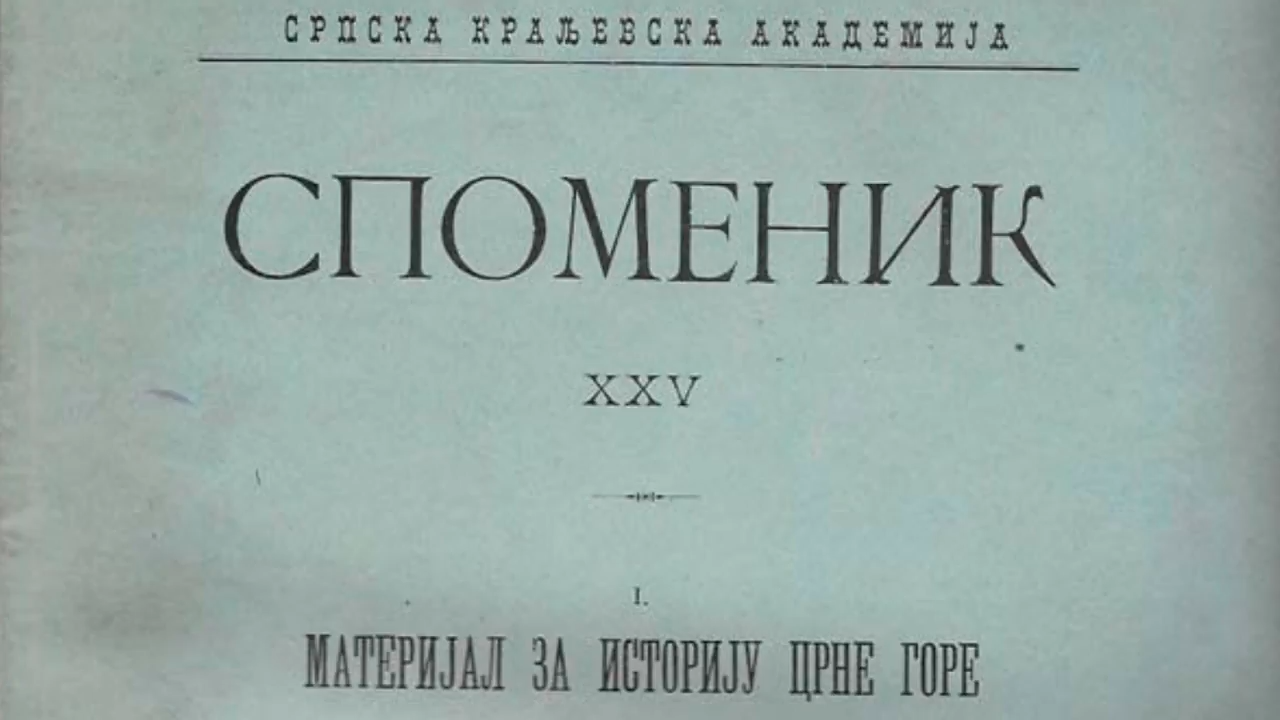 СРПСКА КРАЉЕВСКА АКАДЕМИЈА
СПОМЕНИК
XXV
I.
МАТЕРИЈАЛ ЗА ИСТОРИЈУ ЦРНЕ ГОРЕ